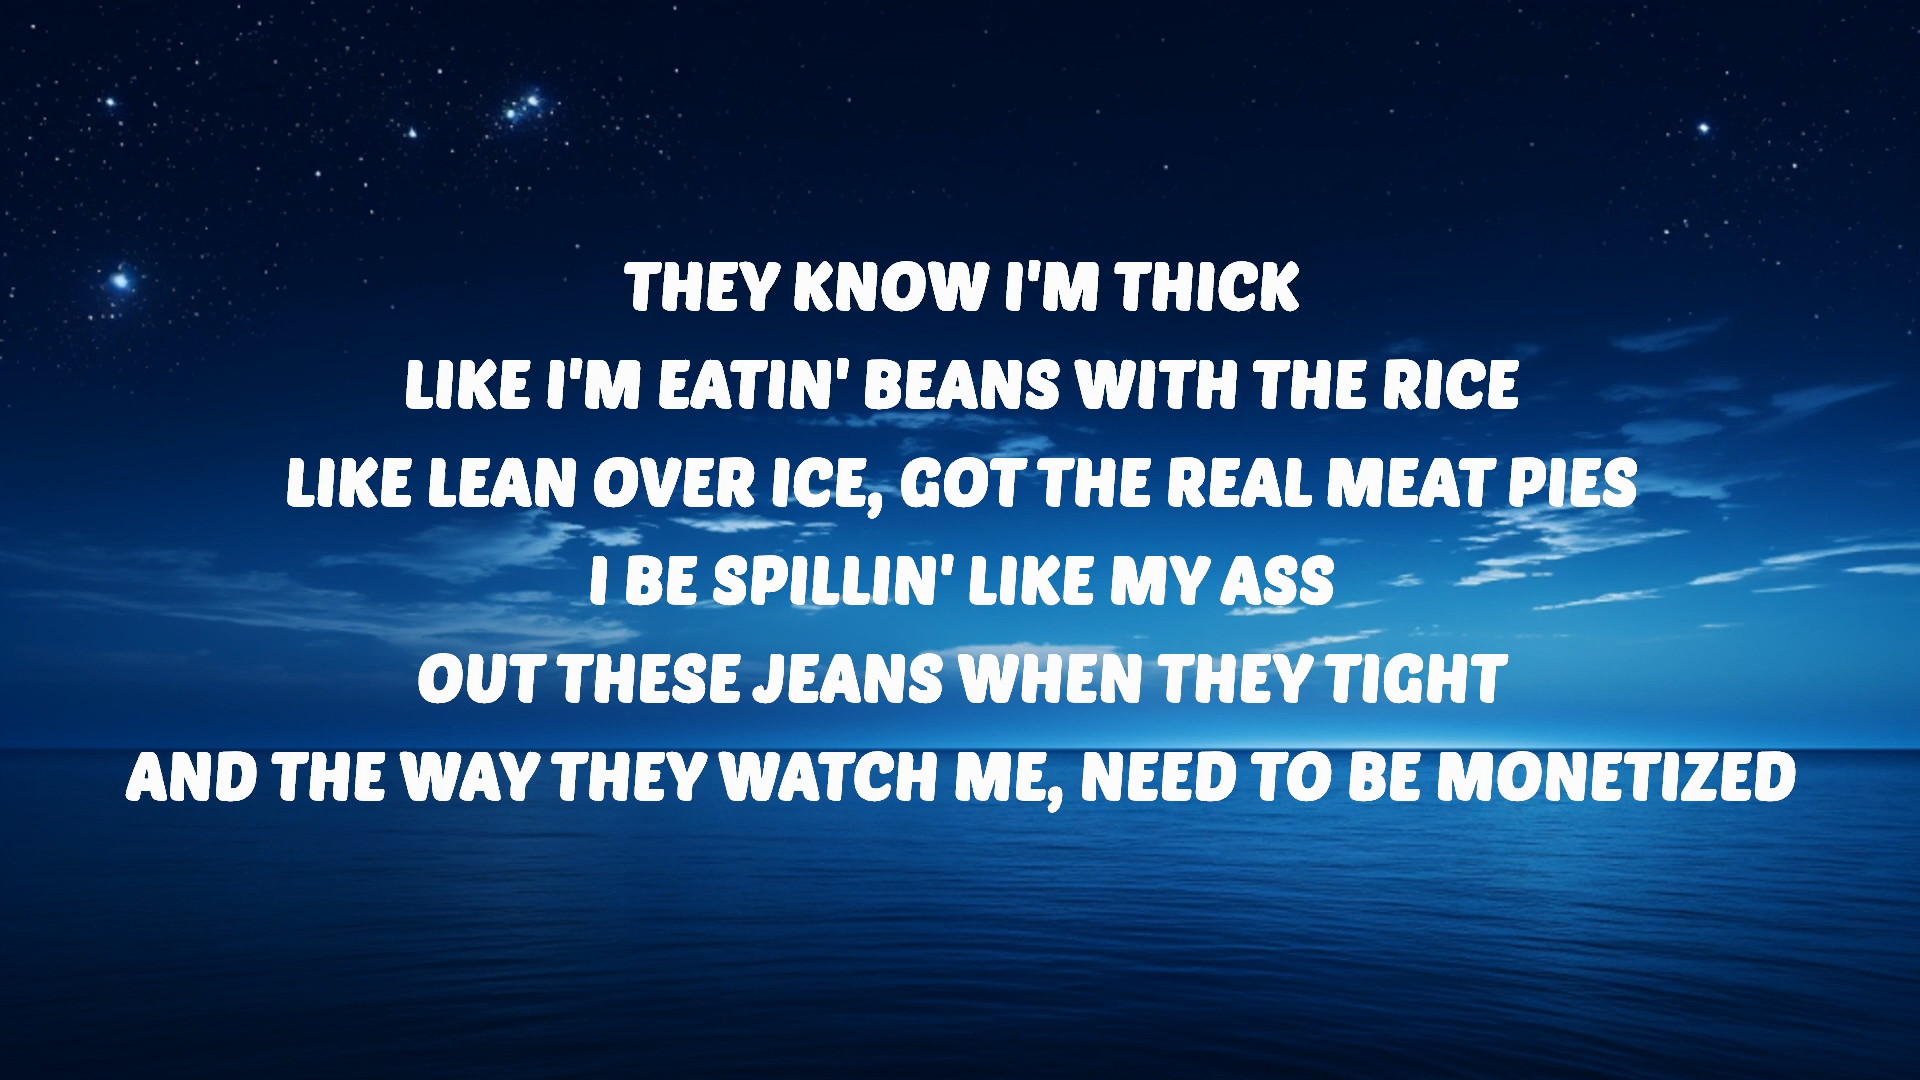 THEY KNOW I'M THICK
LIKE I'M EATIN' BEANS WITH THE RICE
LIKE LEAN OVER ICE, GOT THE REAL MEAT PIES
I BE SPILLIN' LIKE MY ASS
OUT THESE JEANS WHEN THEY TIGHT
AND THE WAY THEY WATCH ME, NEED TO BE MONETIZED